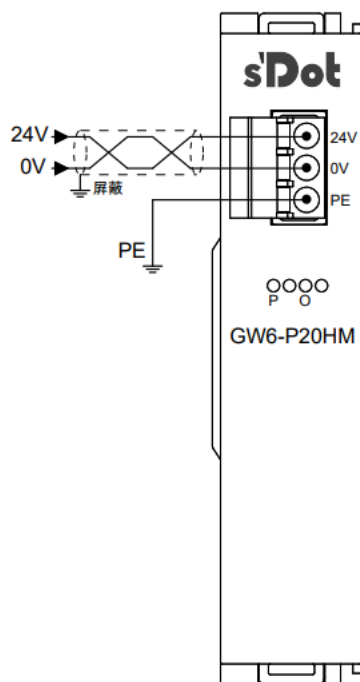 s'Dot
24V
24V
0V
0V
屏蔽
PE
PE
P O
GW6-P20HM